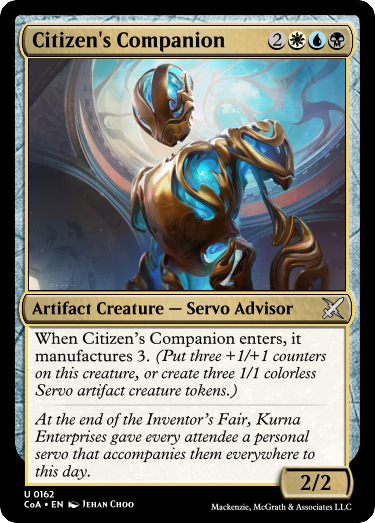 Citizen's Companion 2
Artifact Creature — Servo Advisor
When Citizen's Companion enters, it
manufactures 3. (Put three +1/+1 counters
on this creature, or create three 1/1 colorless
Servo artifact creature tokens.)
At the end of the Inventor's Fair, Kurna
Enterprises gave every attendee a personal
servo that accompanies them everywhere to
this day.
2/2
U 0162
CoA • EN Jehan Choo
Mackenzie, McGrath & Associates LLC